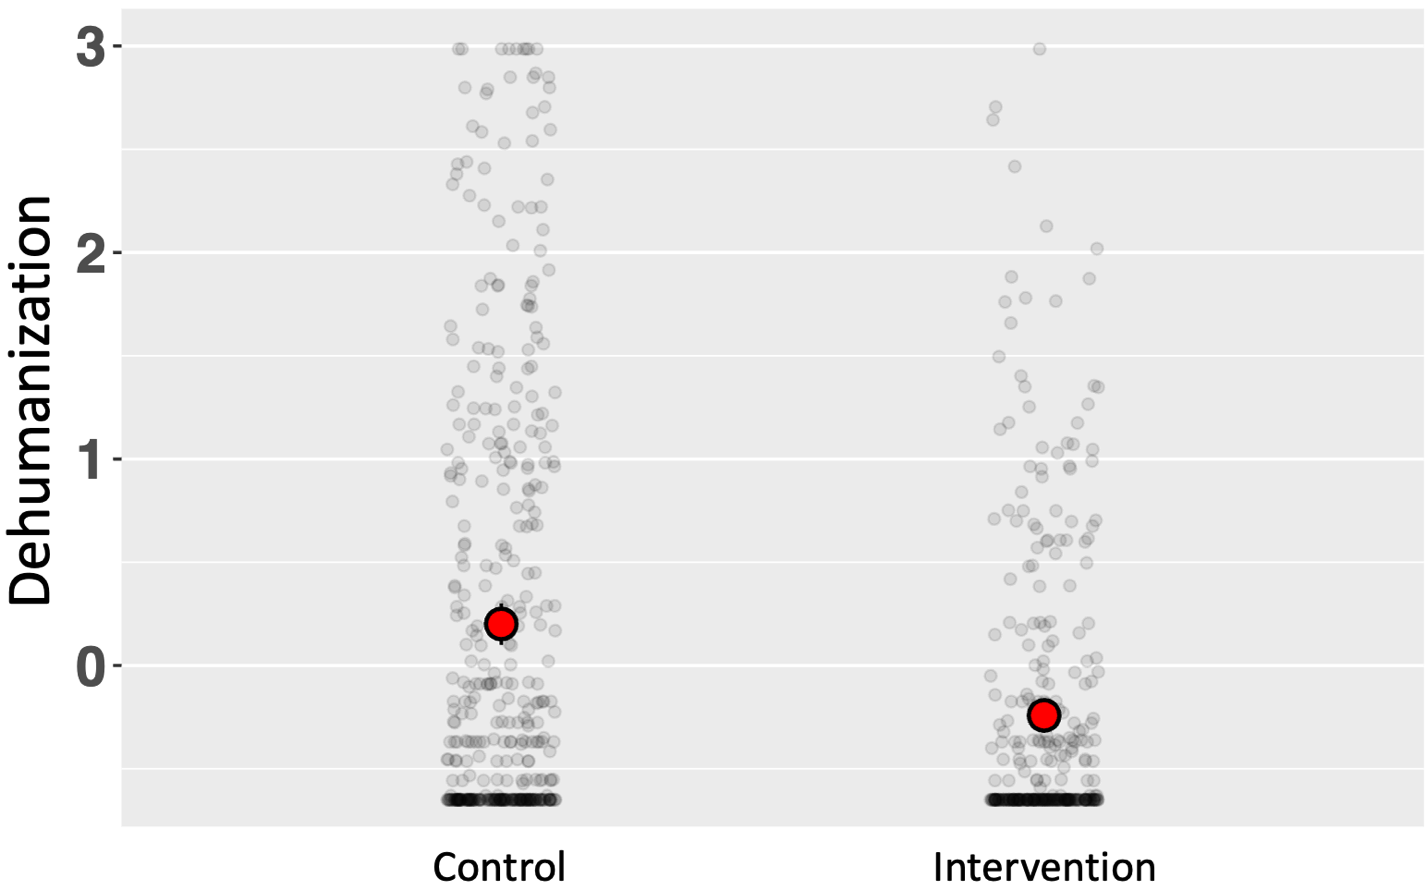 Dehumanization
3
2
1
0
Control
Intervention